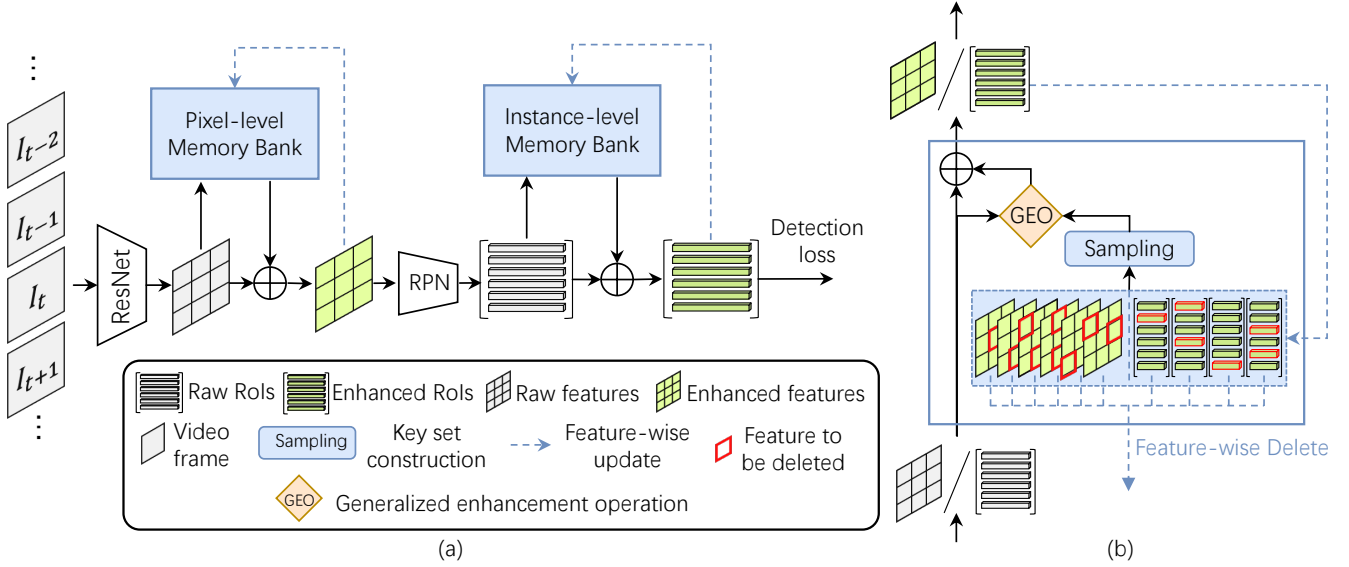 ⋮
I_{t−2}
I_{t−1}
I_t
I_{t+1}
⋮
ResNet
Pixel-level
Memory Bank
RPN
Instance-level
Memory Bank
Detection
loss
Raw RoIs
Enhanced RoIs
Raw features
Enhanced features
Video
frame
Sampling
Key set
construction
Feature-wise
update
Feature to
be deleted
GEO
Generalized enhancement operation
(a)
GEO
Sampling
Feature-wise Delete
(b)